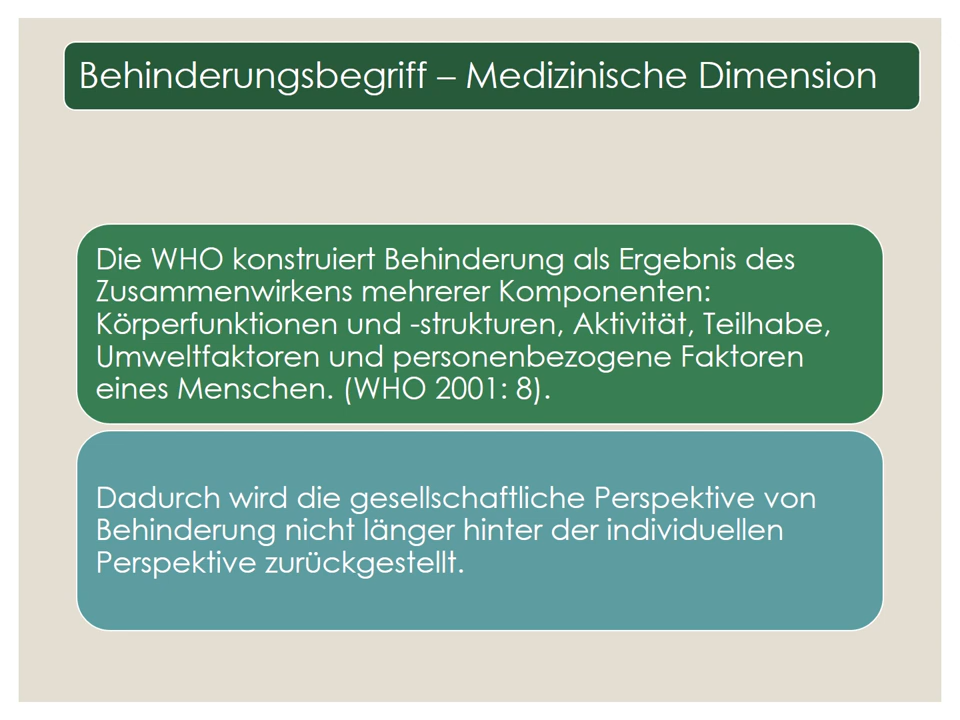 Behinderungsbegriff – Medizinische Dimension
Die WHO konstruiert Behinderung als Ergebnis des
Zusammenwirkens mehrerer Komponenten:
Körperfunktionen und -strukturen, Aktivität, Teilhabe,
Umweltfaktoren und personenbezogene Faktoren
eines Menschen. (WHO 2001: 8).
Dadurch wird die gesellschaftliche Perspektive von
Behinderung nicht länger hinter der individuellen
Perspektive zurückgestellt.